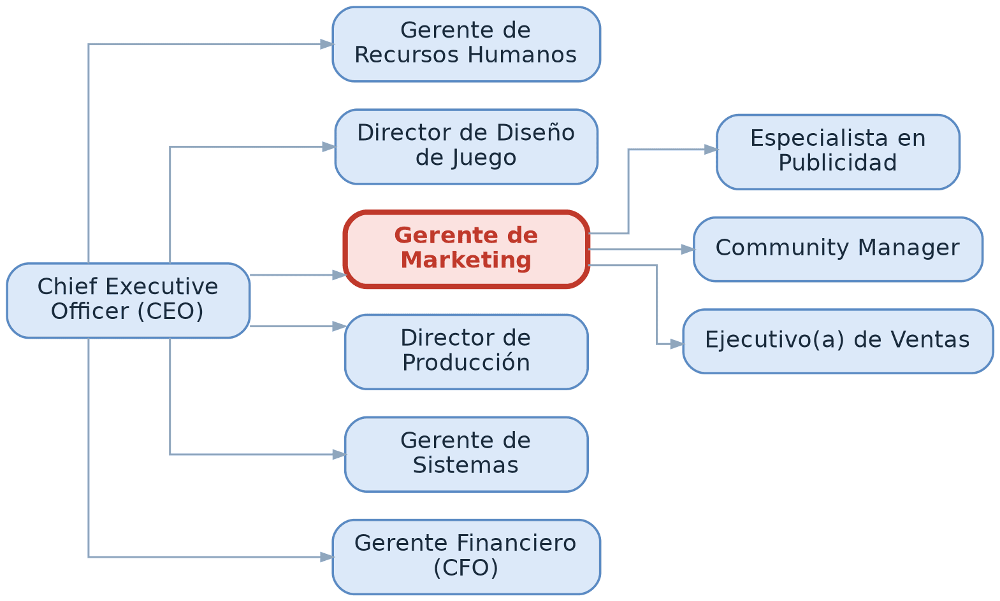 Gerente de
Recursos Humanos
Director de Diseño
de Juego
Especialista en
Publicidad
Gerente de
Marketing
Community Manager
Chief Executive
Officer (CEO)
Director de
Producción
Ejecutivo(a) de Ventas
Gerente de
Sistemas
Gerente Financiero
(CFO)